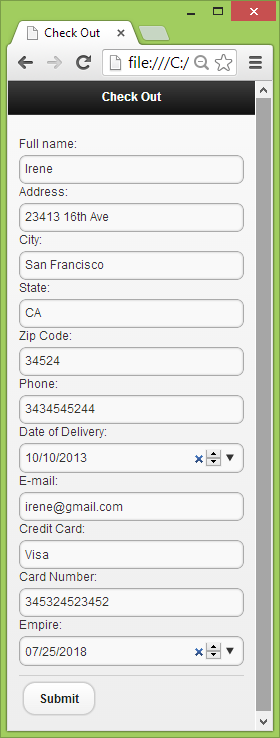 Check Out
file:///C:/
Check Out
Full name:
Irene
Address:
23413 16th Ave
City:
San Francisco
State:
CA
Zip Code:
34524
Phone:
3434545244
Date of Delivery:
10/10/2013
E-mail:
irene@gmail.com
Credit Card:
Visa
Card Number:
345324523452
Empire:
07/25/2018
Submit